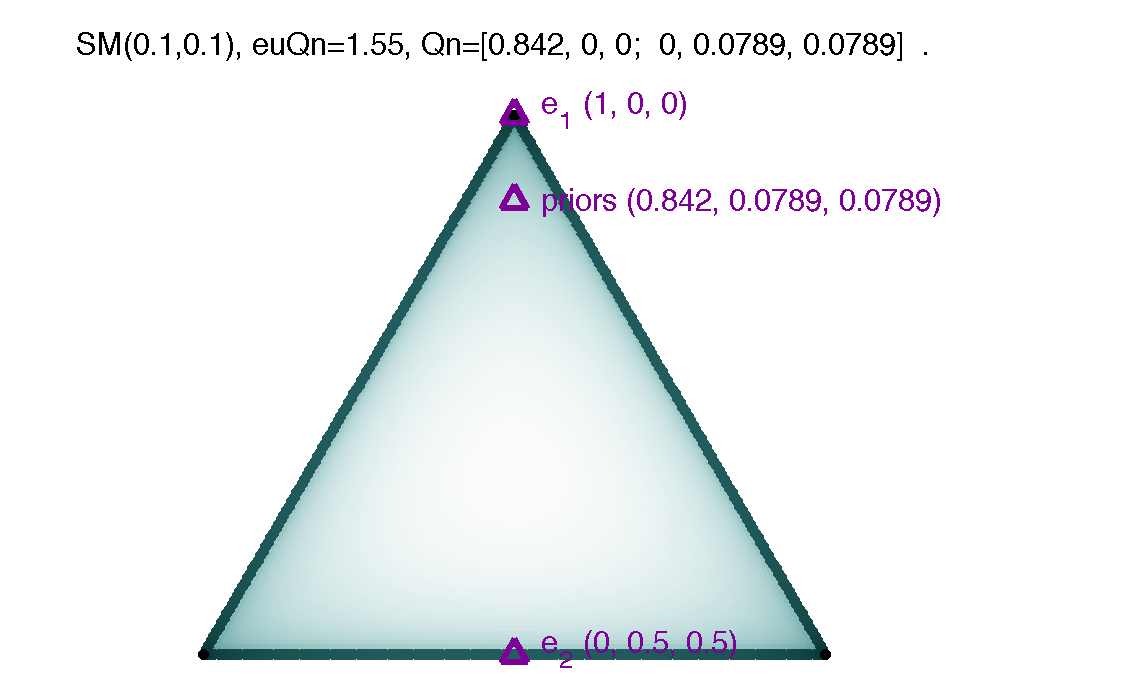 SM(0.1,0.1), euQn=1.55, Qn=[0.842, 0, 0;  0, 0.0789, 0.0789]  .
e₁ (1, 0, 0)
priors (0.842, 0.0789, 0.0789)
e₂ (0, 0.5, 0.5)